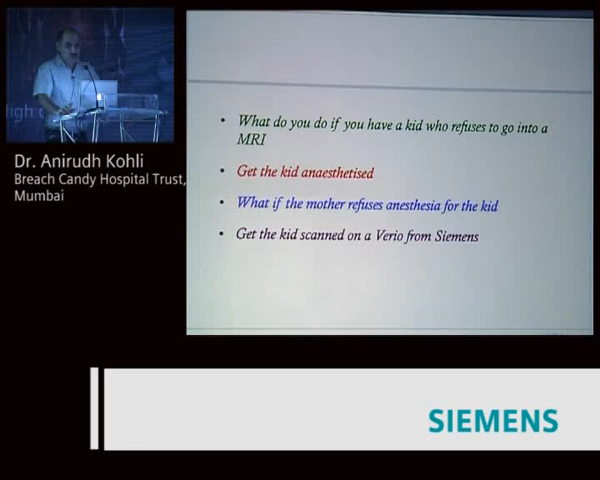 Dr. Anirudh Kohli
Breach Candy Hospital Trust,
Mumbai
• What do you do if you have a kid who refuses to go into a
MRI
• Get the kid anaesthetised
• What if the mother refuses anesthesia for the kid
• Get the kid scanned on a Verio from Siemens
SIEMENS